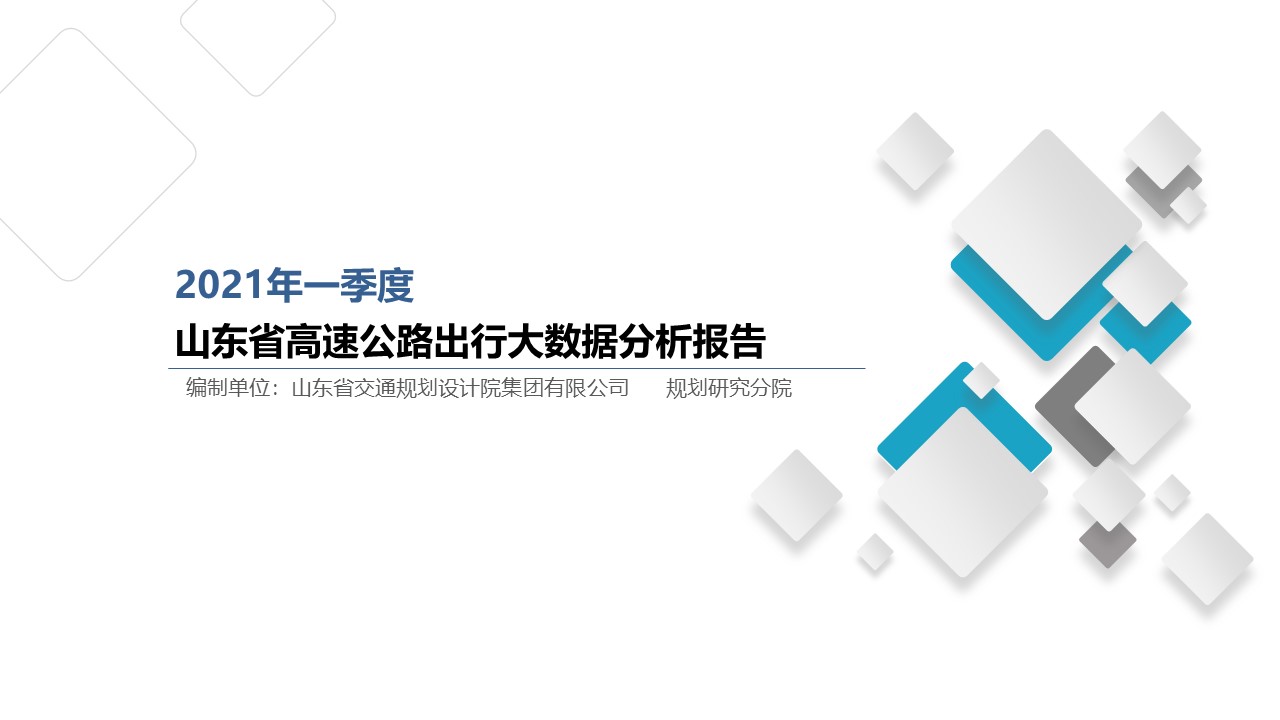 2021年一季度
山东省高速公路出行大数据分析报告
编制单位：山东省交通规划设计院集团有限公司 规划研究分院